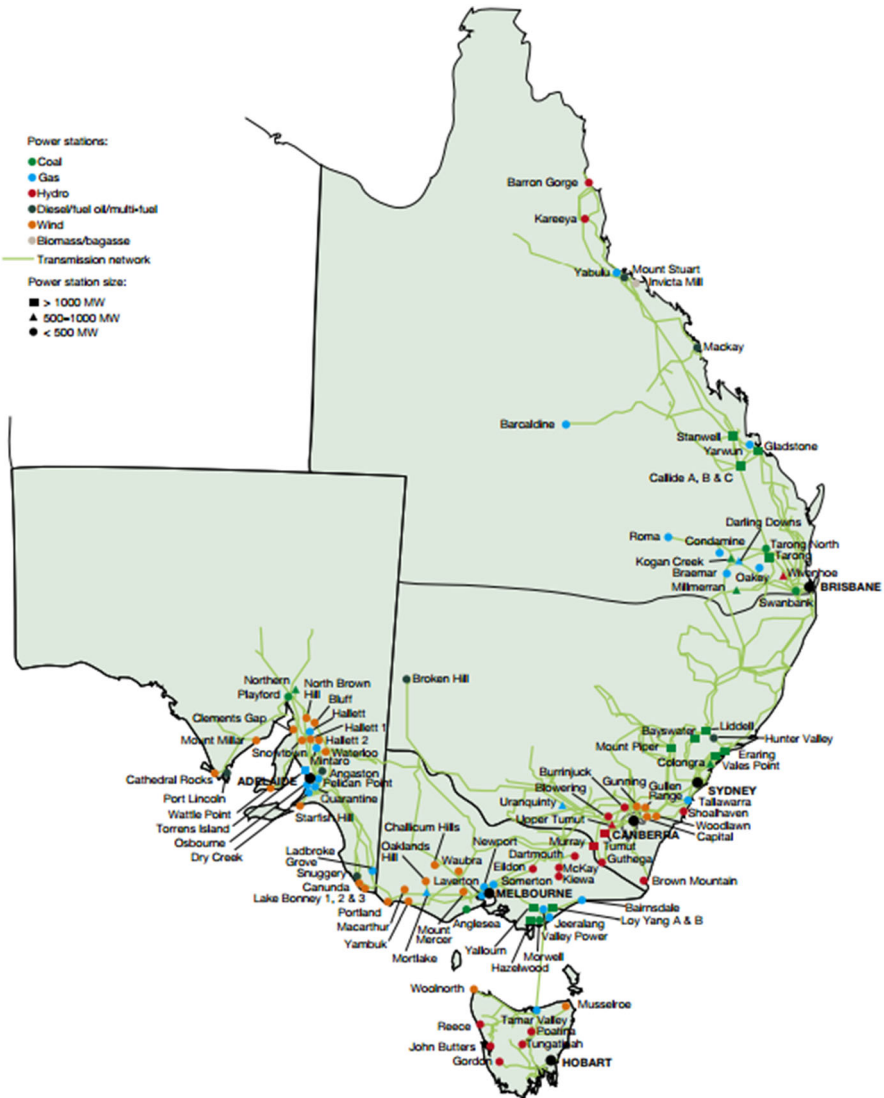 Power stations:
Coal
Gas
Hydro
Diesel/fuel oil/multi-fuel
Wind
Biomass/bagasse
Transmission network
Power station size:
> 1000 MW
500–1000 MW
< 500 MW
Barron Gorge
Kareeya
Yabulu
Mount Stuart
Invicta Mill
Mackay
Barcaldine
Stanwell
Yarwun
Gladstone
Callide A, B & C
Darling Downs
Roma
Condamine
Tarong North
Tarong
Kogan Creek
Braemar
Oakey
Wivenhoe
Millmerran
BRISBANE
Swanbank
Northern
Playford
North Brown
Hill
Bluff
Hallett
Hallett 1
Clements Gap
Mount Millar
Snowtown
Hallett 2
Waterloo
Mintaro
Angaston
Cathedral Rocks
ADELAIDE
Pelican Point
Port Lincoln
Wattle Point
Quarantine
Torrens Island
Starfish Hill
Osbourne
Dry Creek
Broken Hill
Bayswater
Liddell
Hunter Valley
Mount Piper
Eraring
Colongra
Vales Point
Burrinjuck
Gunning
Blowering
Gullen
Range
SYDNEY
Uranquinty
Tallawarra
Upper Tumut
Shoalhaven
Woodlawn
CANBERRA
Capital
Murray
Tumut
Guthega
Challicum Hills
Newport
Dartmouth
Oaklands
Hill
Waubra
Eildon
McKay
Kiewa
Brown Mountain
Ladbroke
Grove
Snuggery
Canunda
Lake Bonney 1, 2 & 3
Laverton
Somerton
MELBOURNE
Portland
Macarthur
Yambuk
Mortlake
Mount
Mercer
Anglesea
Bairnsdale
Loy Yang A & B
Jeeralang
Valley Power
Yallourn
Morwell
Hazelwood
Woolnorth
Musselroe
Tamar Valley
Reece
Poatina
John Butters
Tungatinah
Gordon
HOBART